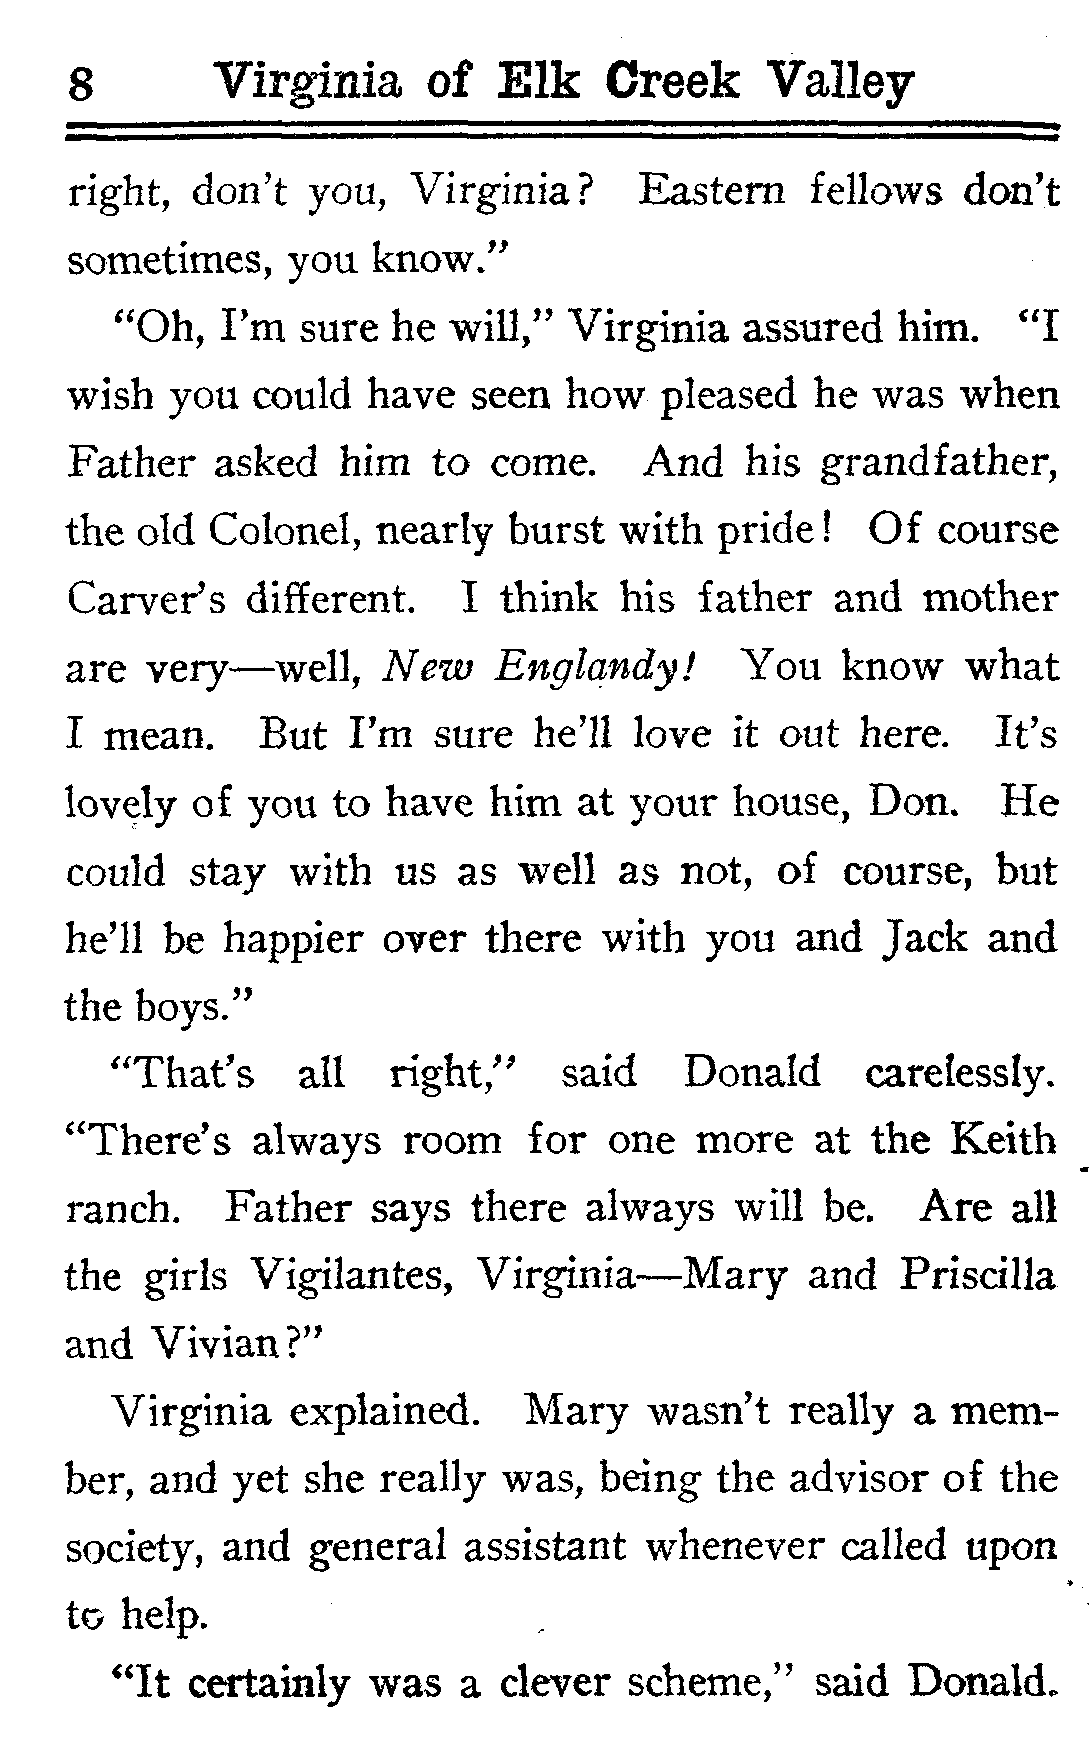 8 Virginia of Elk Creek Valley
right, don't you, Virginia? Eastern fellows don't
sometimes, you know."
"Oh, I'm sure he will," Virginia assured him. "I
wish you could have seen how pleased he was when
Father asked him to come. And his grandfather,
the old Colonel, nearly burst with pride! Of course
Carver's different. I think his father and mother
are very—well, New Englandy! You know what
I mean. But I'm sure he'll love it out here. It's
lovely of you to have him at your house, Don. He
could stay with us as well as not, of course, but
he'll be happier over there with you and Jack and
the boys."
"That's all right," said Donald carelessly.
"There's always room for one more at the Keith
ranch. Father says there always will be. Are all
the girls Vigilantes, Virginia—Mary and Priscilla
and Vivian?"
Virginia explained. Mary wasn't really a mem-
ber, and yet she really was, being the advisor of the
society, and general assistant whenever called upon
to help.
"It certainly was a clever scheme," said Donald.